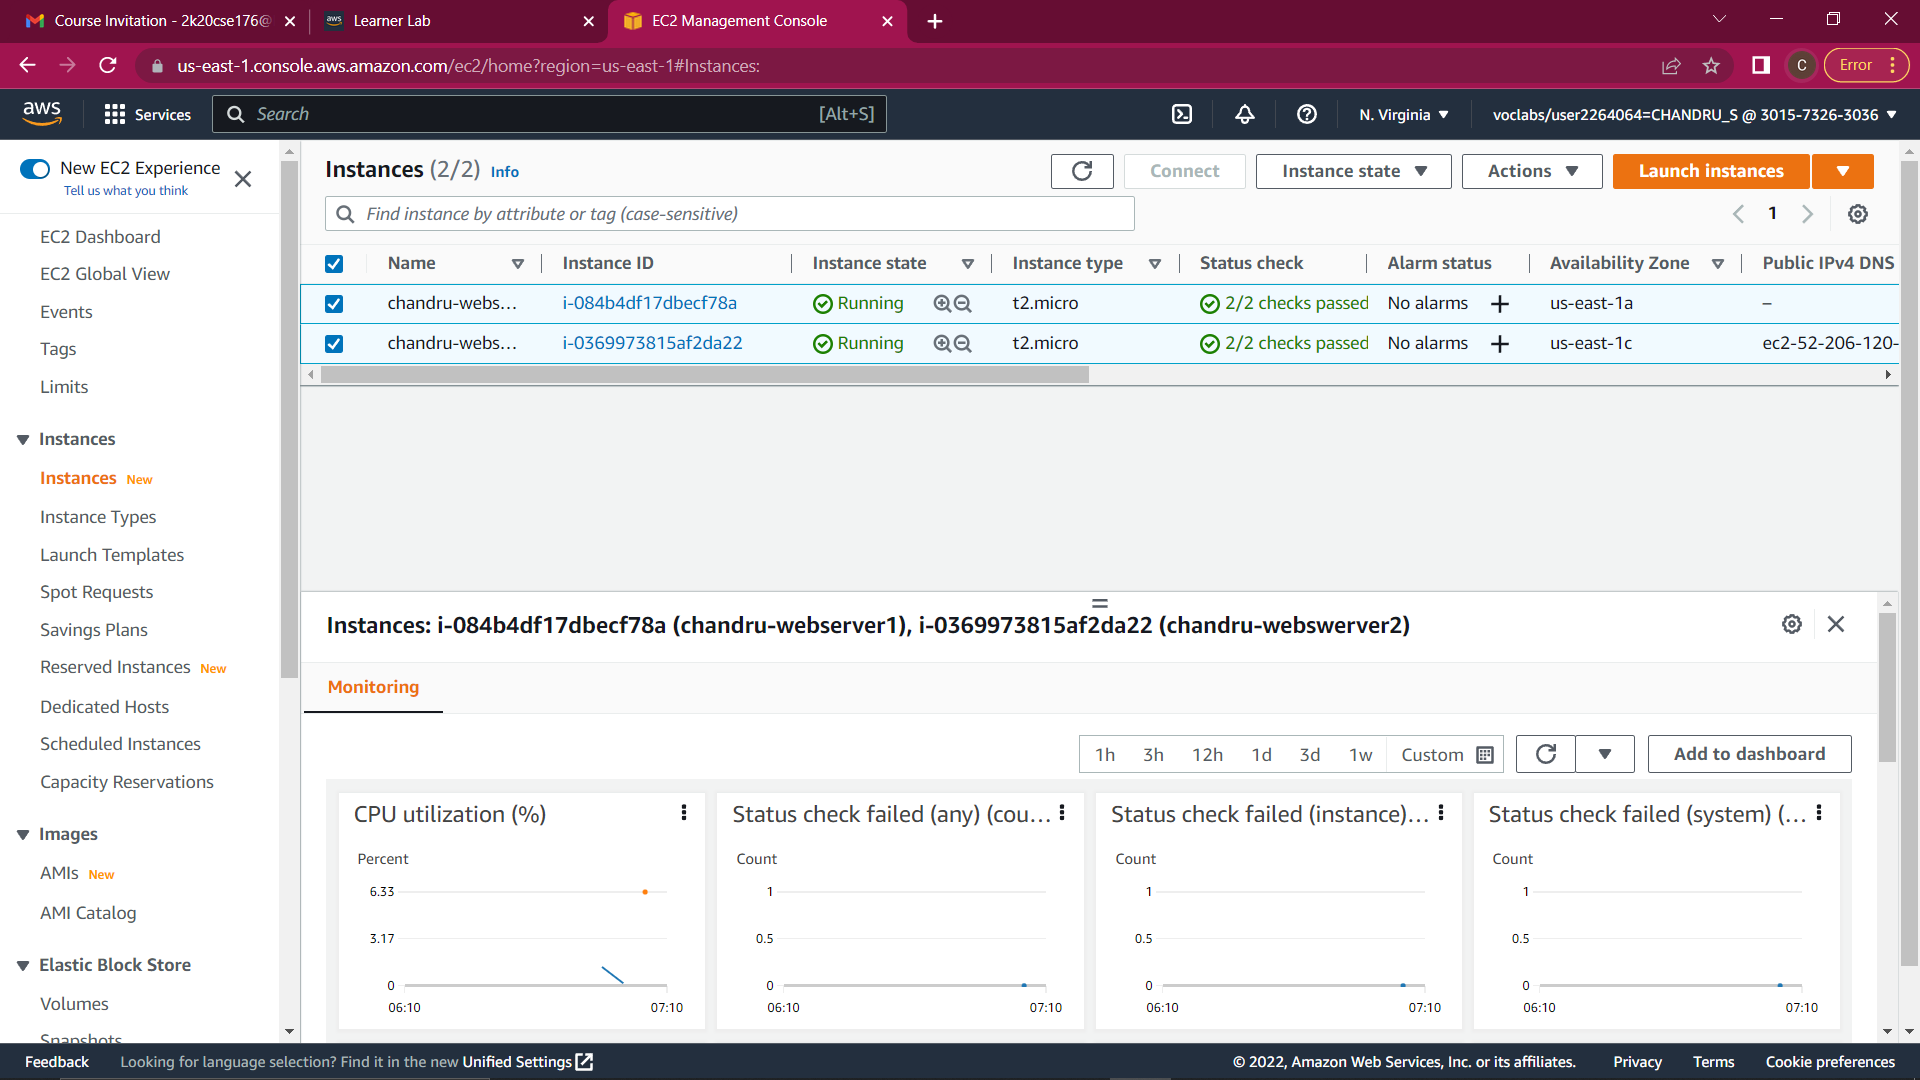 Course Invitation - 2k20cse176@
Learner Lab
EC2 Management Console
us-east-1.console.aws.amazon.com/ec2/home?region=us-east-1#Instances:
C
Error
aws
Services
Search
[Alt+S]
N. Virginia
voclabs/user2264064=CHANDRU_S @ 3015-7326-3036
New EC2 Experience
Tell us what you think
EC2 Dashboard
EC2 Global View
Events
Tags
Limits
Instances
Instances New
Instance Types
Launch Templates
Spot Requests
Savings Plans
Reserved Instances New
Dedicated Hosts
Scheduled Instances
Capacity Reservations
Images
AMIs New
AMI Catalog
Elastic Block Store
Volumes
Snapshots
Instances (2/2) Info
Connect
Instance state
Actions
Launch instances
Find instance by attribute or tag (case-sensitive)
1
Name Instance ID Instance state Instance type Status check Alarm status Availability Zone Public IPv4 DNS
chandru-webs... i-084b4df17dbecf78a Running t2.micro 2/2 checks passed No alarms + us-east-1a –
chandru-webs... i-0369973815af2da22 Running t2.micro 2/2 checks passed No alarms + us-east-1c ec2-52-206-120-
Instances: i-084b4df17dbecf78a (chandru-webserver1), i-0369973815af2da22 (chandru-webswerver2)
Monitoring
1h 3h 12h 1d 3d 1w Custom
Add to dashboard
CPU utilization (%)
Percent
6.33
3.17
0
06:10 07:10
Status check failed (any) (cou...
Count
1
0.5
0
06:10 07:10
Status check failed (instance)...
Count
1
0.5
0
06:10 07:10
Status check failed (system) (...
Count
1
0.5
0
06:10 07:10
Feedback
Looking for language selection? Find it in the new Unified Settings
© 2022, Amazon Web Services, Inc. or its affiliates.
Privacy
Terms
Cookie preferences